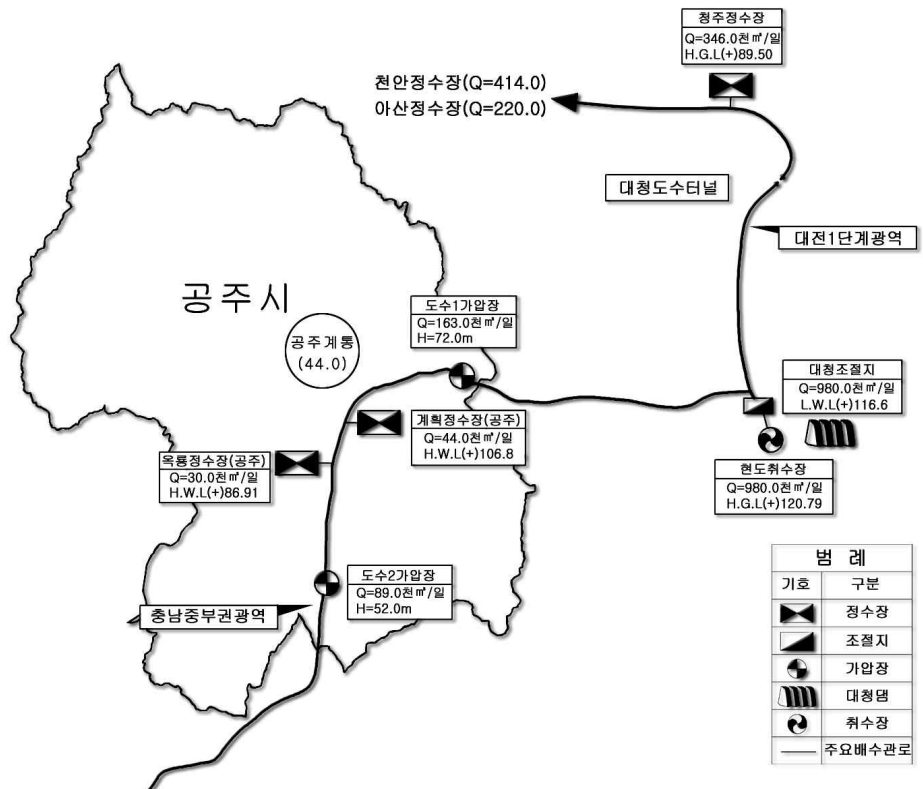 청주정수장
Q=346.0천㎥/일
H.G.L(+)89.50
천안정수장(Q=414.0)
아산정수장(Q=220.0)
대청도수터널
대전1단계광역
공주시
공주계통
(44.0)
도수1가압장
Q=163.0천㎥/일
H=72.0m
대청조절지
Q=980.0천㎥/일
L.W.L(+)116.6
계획정수장(공주)
Q=44.0천㎥/일
H.W.L(+)106.8
옥룡정수장(공주)
Q=30.0천㎥/일
H.W.L(+)86.91
현도취수장
Q=980.0천㎥/일
H.G.L(+)120.79
도수2가압장
Q=89.0천㎥/일
H=52.0m
충남중부권광역
범 례
기호 구분
정수장
조절지
가압장
대청댐
취수장
주요배수관로